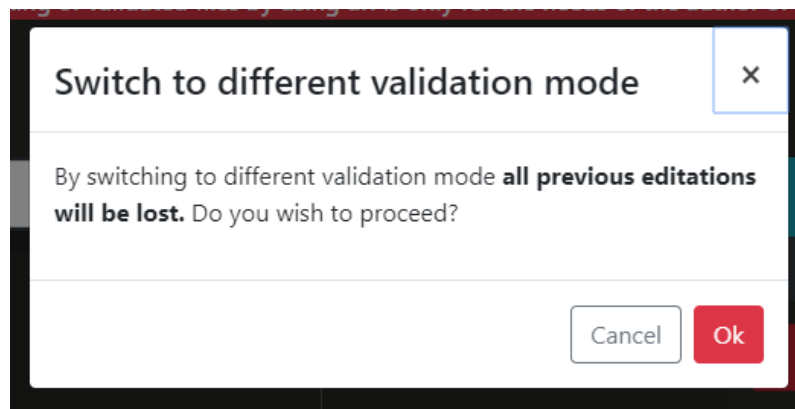 Switch to different validation mode
×
By switching to different validation mode all previous editations
will be lost. Do you wish to proceed?
Cancel
Ok